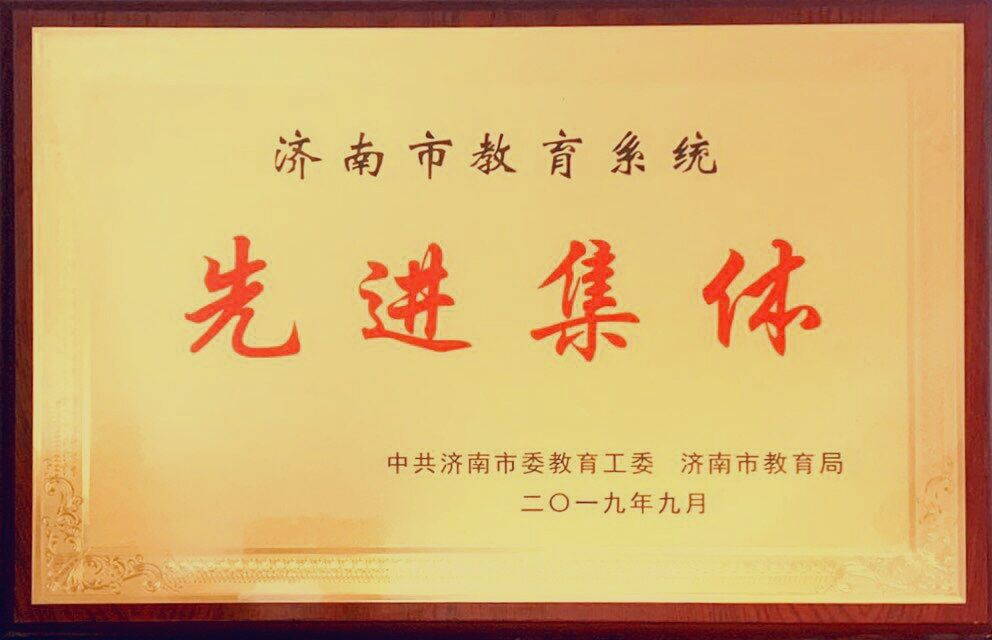 济南市教育系统
先进集体
中共济南市委教育工委 济南市教育局
二〇一九年九月